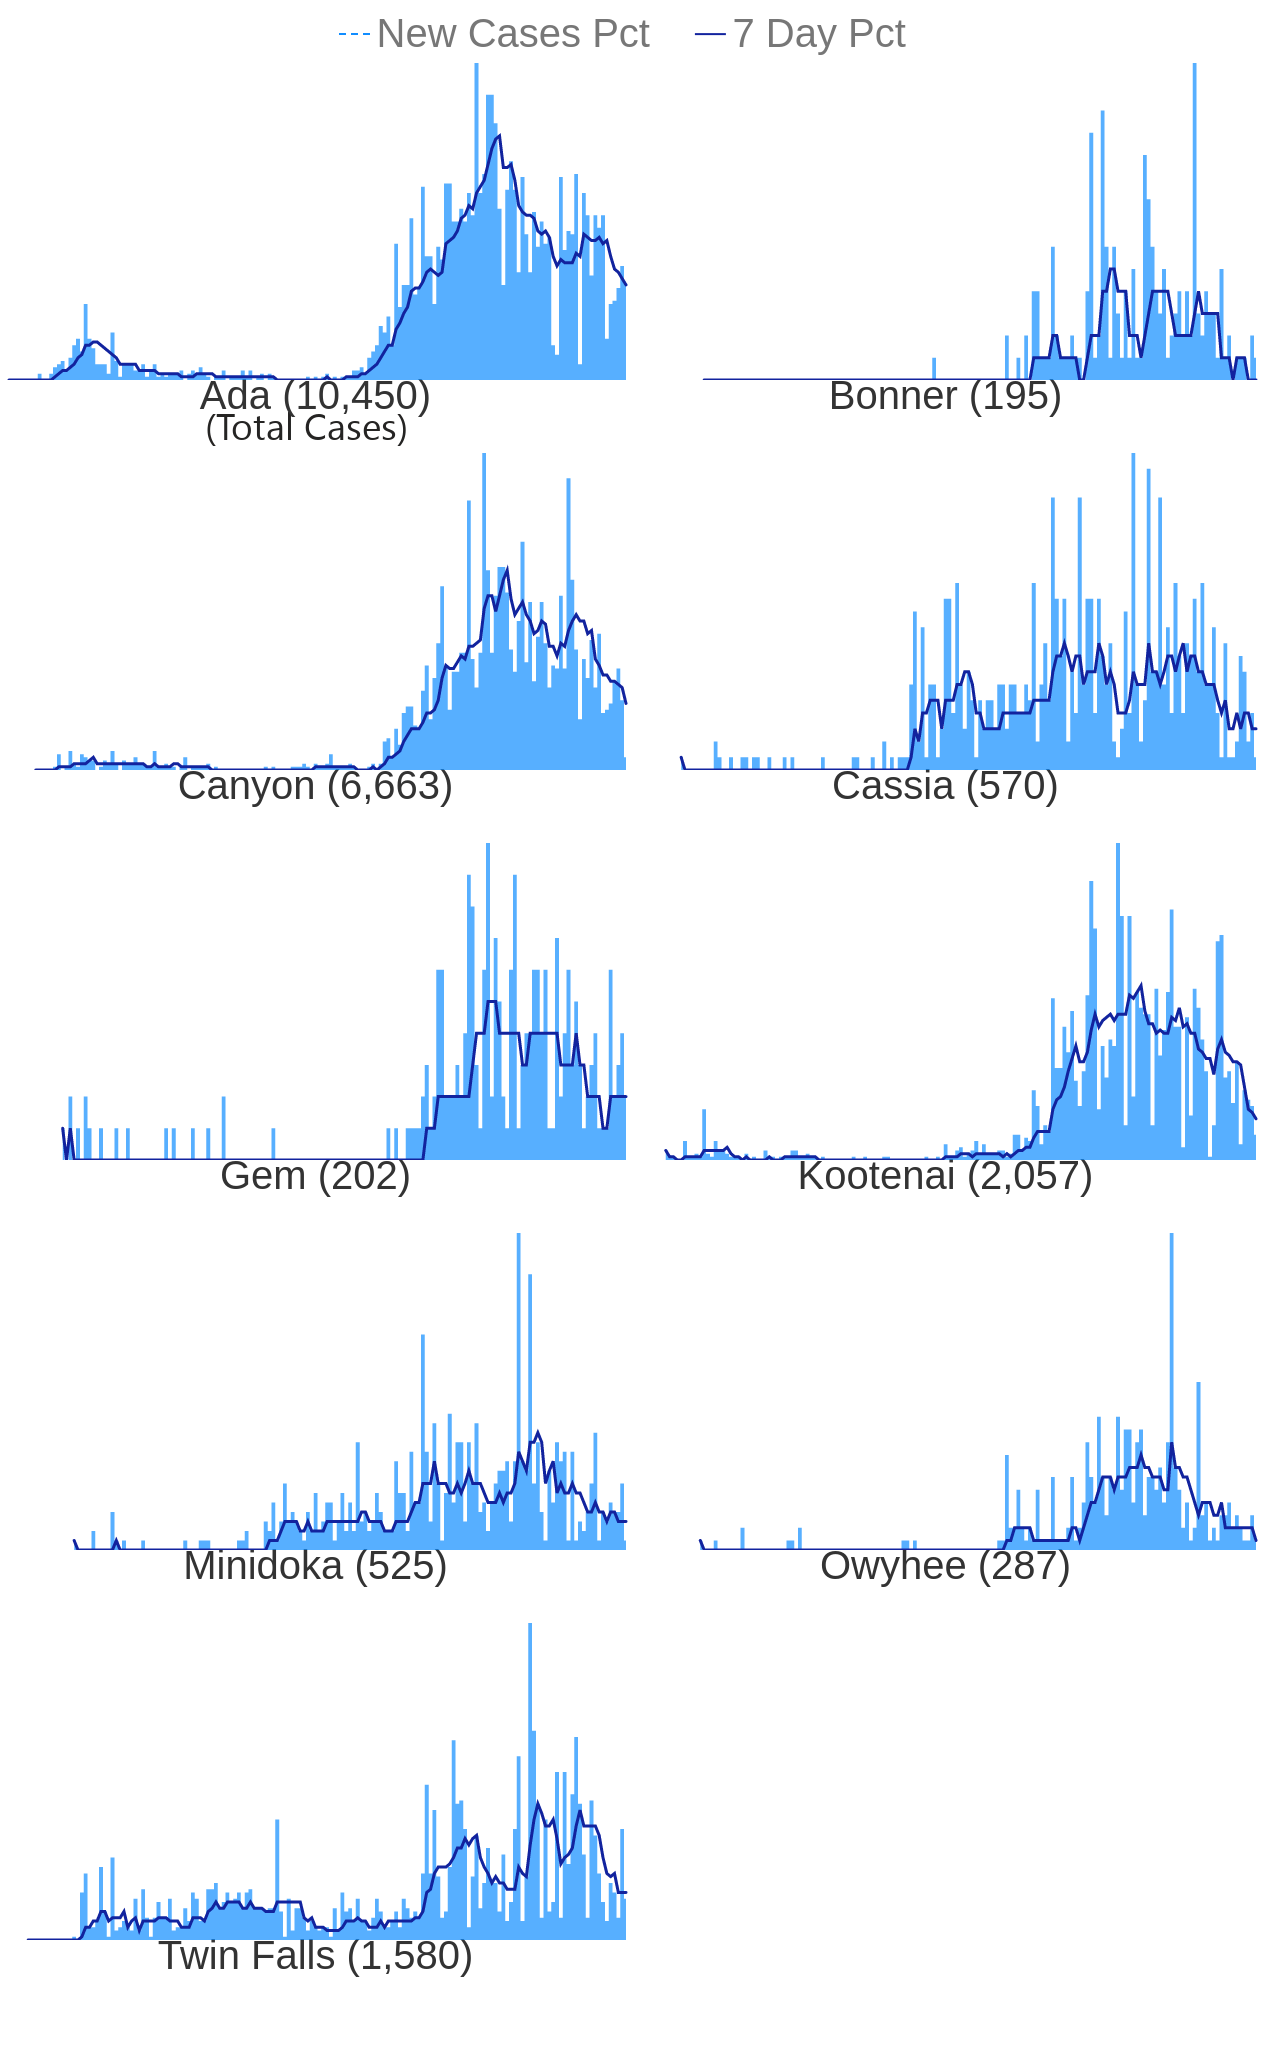 New Cases Pct 7 Day Pct
Ada (10,450) Bonner (195)
(Total Cases)
Canyon (6,663) Cassia (570)
Gem (202) Kootenai (2,057)
Minidoka (525) Owyhee (287)
Twin Falls (1,580)